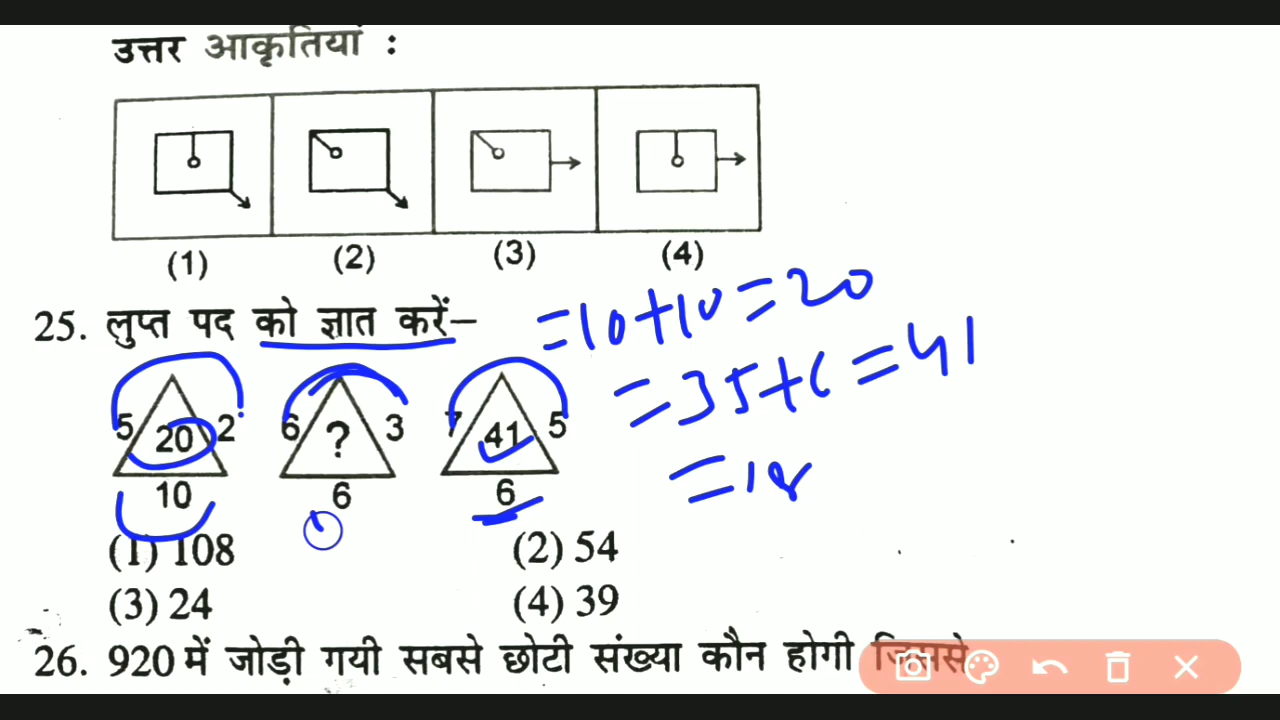 उत्तर आकृतियां :
(1) (2) (3) (4)
25. लुप्त पद को ज्ञात करें–
=10+10=20
=35+6=41
=18
5 20 2 6 ? 3 7 41 5
10 6 6
(1) 108 (2) 54
(3) 24 (4) 39
26. 920 में जोड़ी गयी सबसे छोटी संख्या कौन होगी जिससे